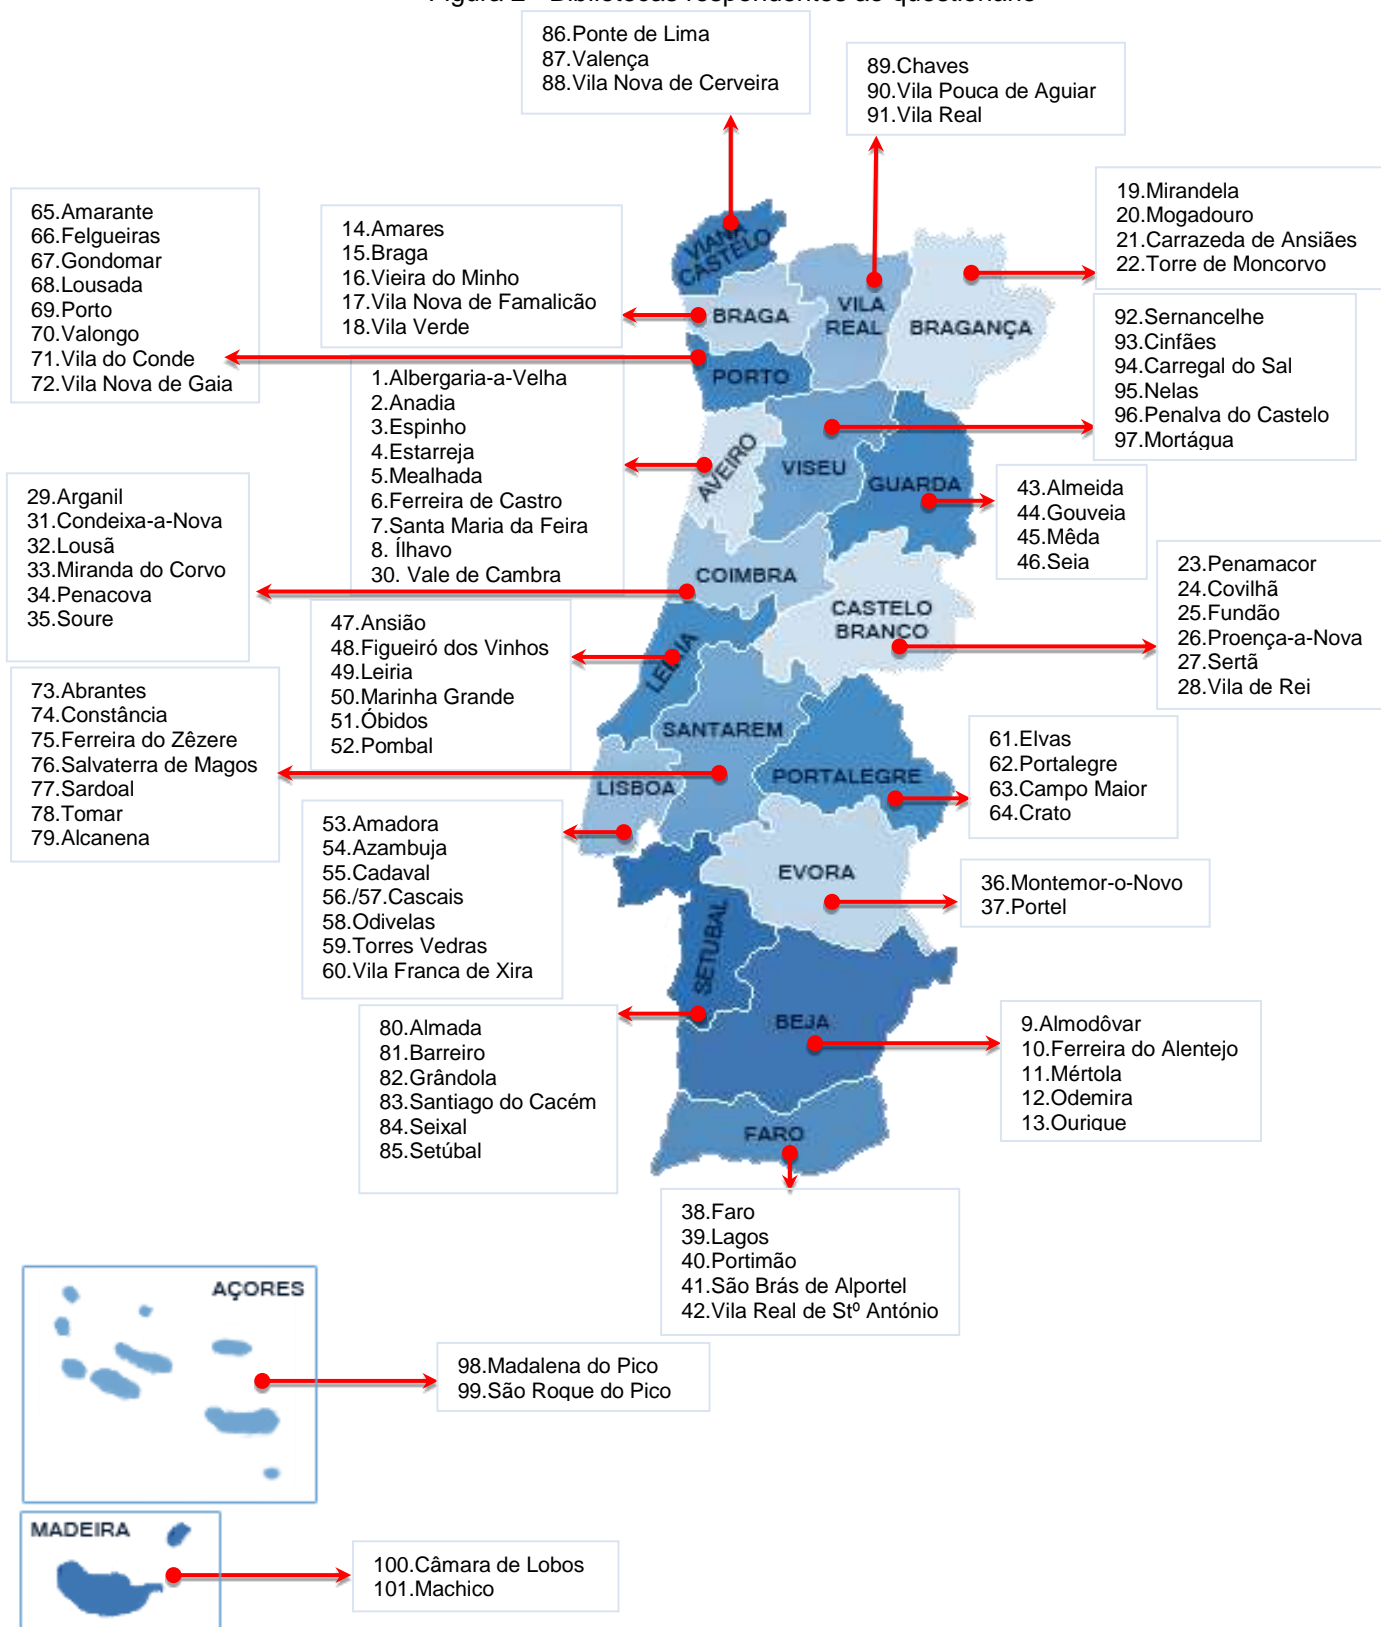 86.Ponte de Lima
87.Valença
88.Vila Nova de Cerveira
89.Chaves
90.Vila Pouca de Aguiar
91.Vila Real
19.Mirandela
20.Mogadouro
21.Carrazeda de Ansiães
22.Torre de Moncorvo
65.Amarante
66.Felgueiras
67.Gondomar
68.Lousada
69.Porto
70.Valongo
71.Vila do Conde
72.Vila Nova de Gaia
14.Amares
15.Braga
16.Vieira do Minho
17.Vila Nova de Famalicão
18.Vila Verde
VIANA
CASTELO
BRAGA
VILA
REAL
BRAGANÇA
PORTO
92.Sernancelhe
93.Cinfães
94.Carregal do Sal
95.Nelas
96.Penalva do Castelo
97.Mortágua
1.Albergaria-a-Velha
2.Anadia
3.Espinho
4.Estarreja
5.Mealhada
6.Ferreira de Castro
7.Santa Maria da Feira
8. Ílhavo
30. Vale de Cambra
AVEIRO
VISEU
GUARDA
43.Almeida
44.Gouveia
45.Mêda
46.Seia
29.Arganil
31.Condeixa-a-Nova
32.Lousã
33.Miranda do Corvo
34.Penacova
35.Soure
COIMBRA
CASTELO
BRANCO
23.Penamacor
24.Covilhã
25.Fundão
26.Proença-a-Nova
27.Sertã
28.Vila de Rei
47.Ansião
48.Figueiró dos Vinhos
49.Leiria
50.Marinha Grande
51.Óbidos
52.Pombal
LEIRIA
73.Abrantes
74.Constância
75.Ferreira do Zêzere
76.Salvaterra de Magos
77.Sardoal
78.Tomar
79.Alcanena
SANTAREM
LISBOA
PORTALEGRE
61.Elvas
62.Portalegre
63.Campo Maior
64.Crato
53.Amadora
54.Azambuja
55.Cadaval
56./57.Cascais
58.Odivelas
59.Torres Vedras
60.Vila Franca de Xira
EVORA
36.Montemor-o-Novo
37.Portel
SETUBAL
80.Almada
81.Barreiro
82.Grândola
83.Santiago do Cacém
84.Seixal
85.Setúbal
BEJA
9.Almodôvar
10.Ferreira do Alentejo
11.Mértola
12.Odemira
13.Ourique
FARO
38.Faro
39.Lagos
40.Portimão
41.São Brás de Alportel
42.Vila Real de Stº António
AÇORES
98.Madalena do Pico
99.São Roque do Pico
MADEIRA
100.Câmara de Lobos
101.Machico